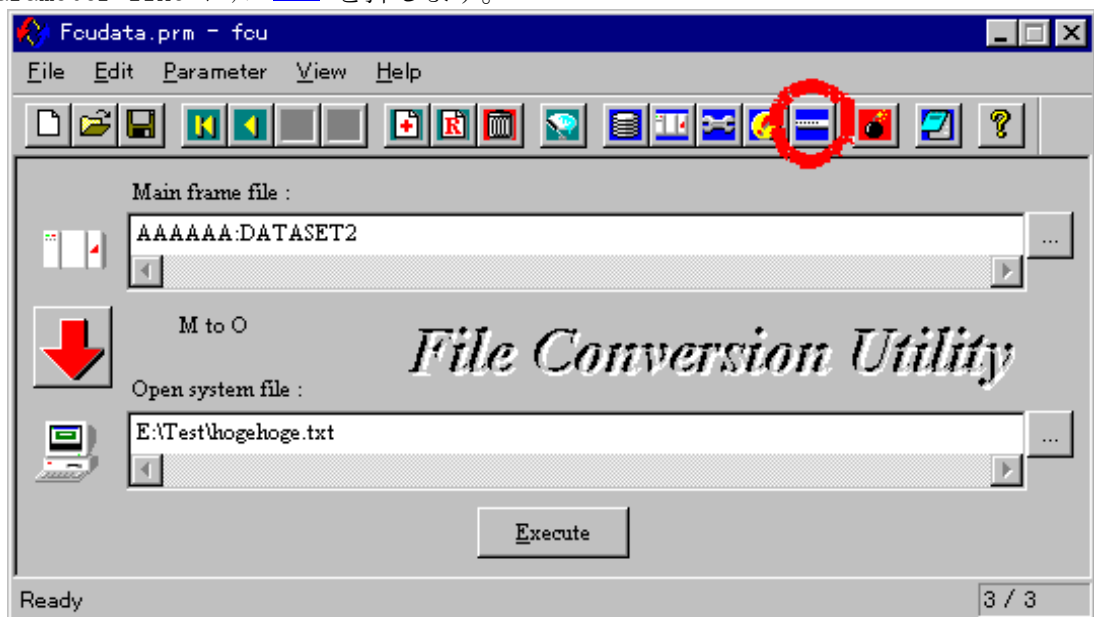 Fcudata.prm - fcu
File Edit Parameter View Help
Main frame file :
AAAAAA:DATASET2
...
M to O
File Conversion Utility
Open system file :
E:\Test\hogehoge.txt
...
Execute
Ready
3 / 3